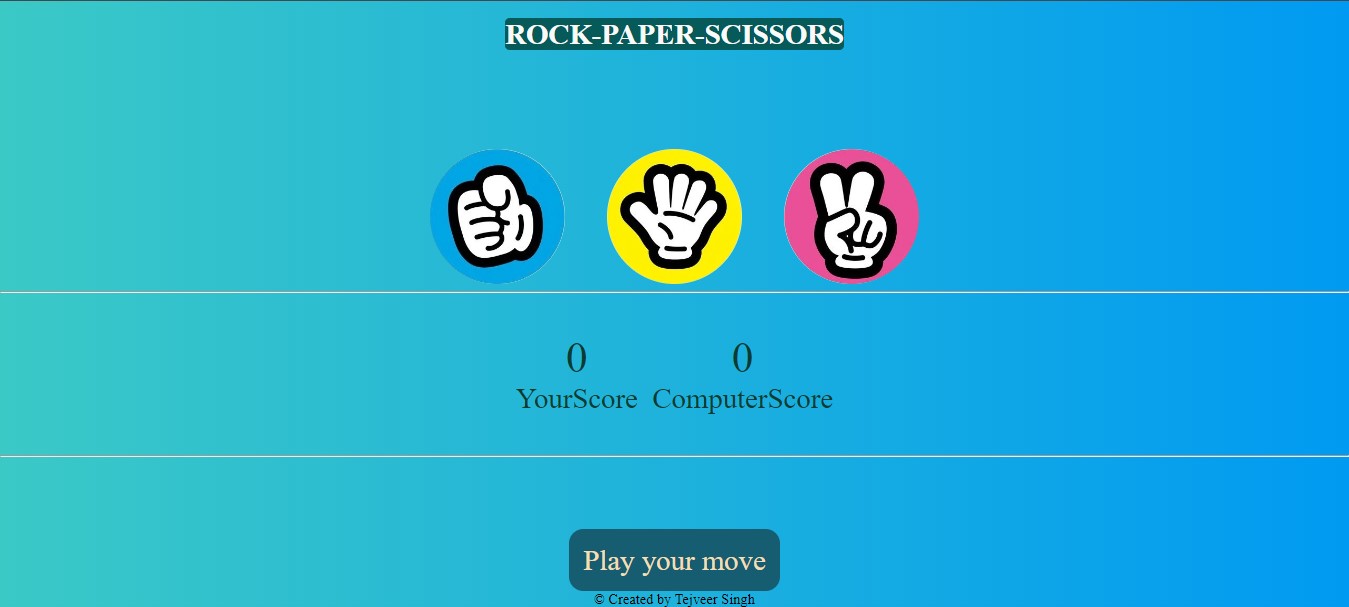 ROCK-PAPER-SCISSORS
0 0
YourScore ComputerScore
Play your move
© Created by Tejveer Singh